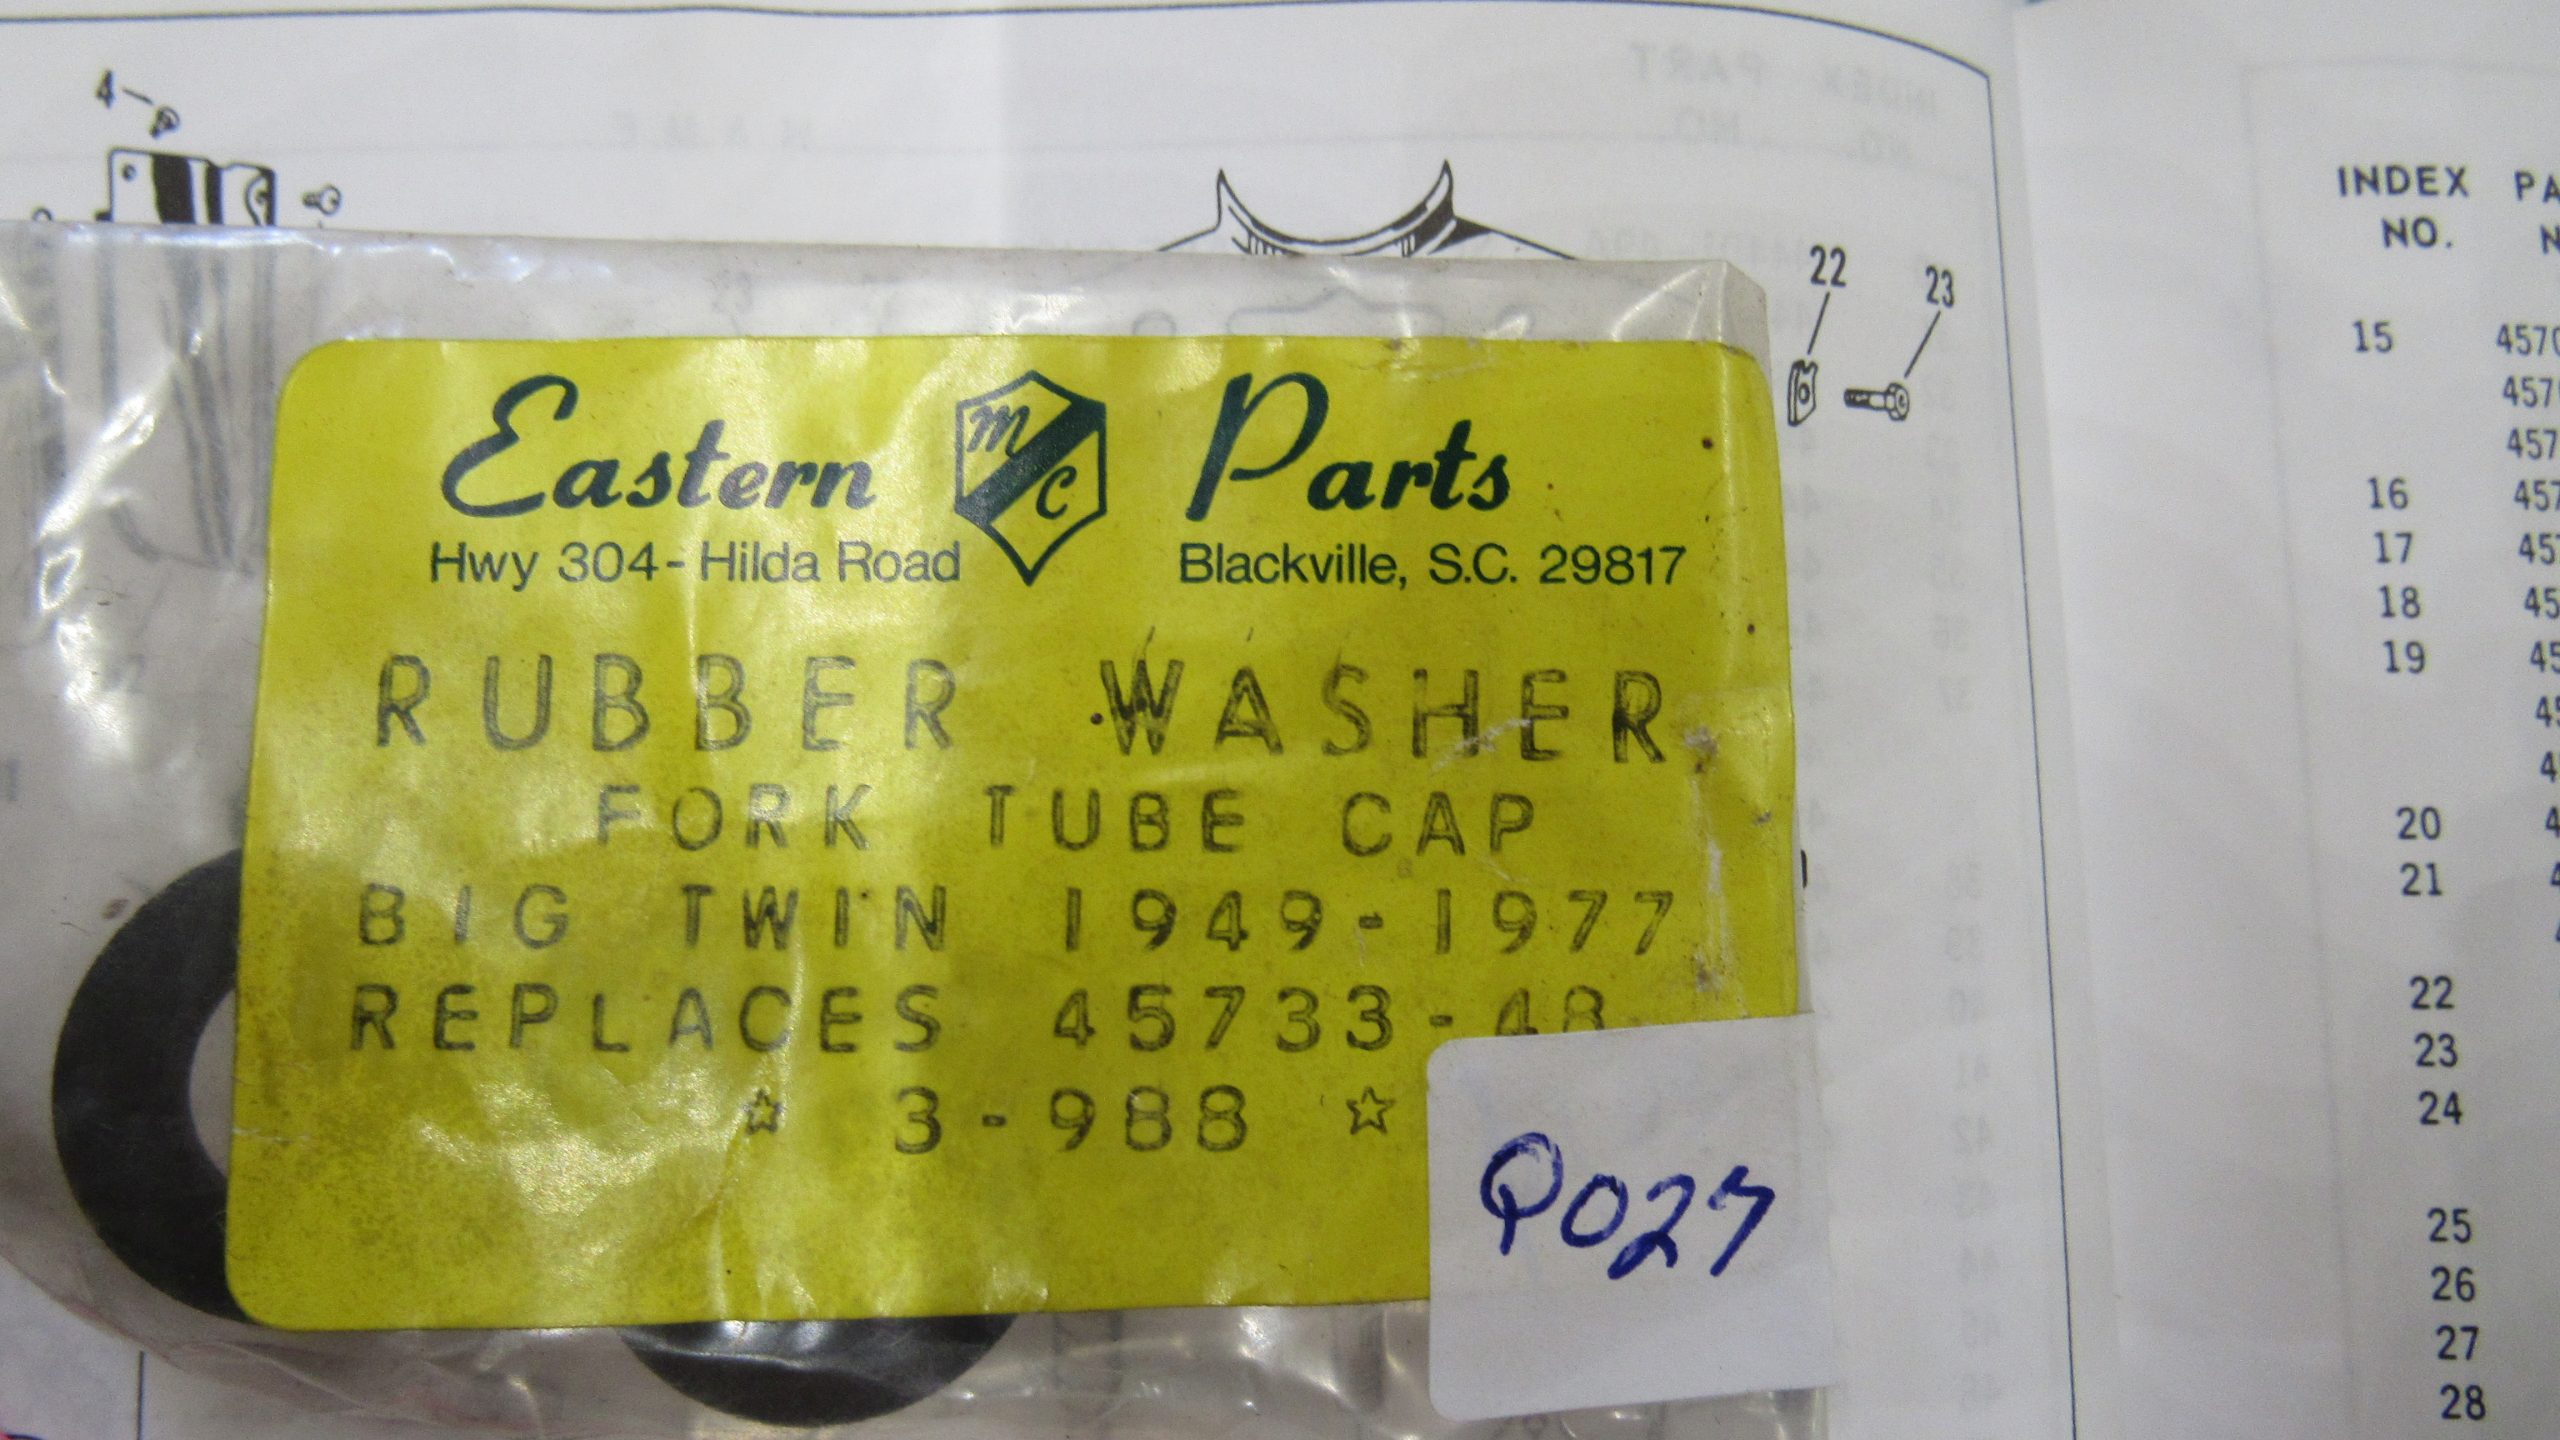 4
22
23
Eastern MC Parts
Hwy 304 - Hilda Road Blackville, S.C. 29817
RUBBER WASHER
FORK TUBE CAP
BIG TWIN 1949-1977
REPLACES 45733-48
☆ 3-988 ☆
INDEX
NO.
15
16
17
18
19
20
21
22
23
24
25
26
27
28